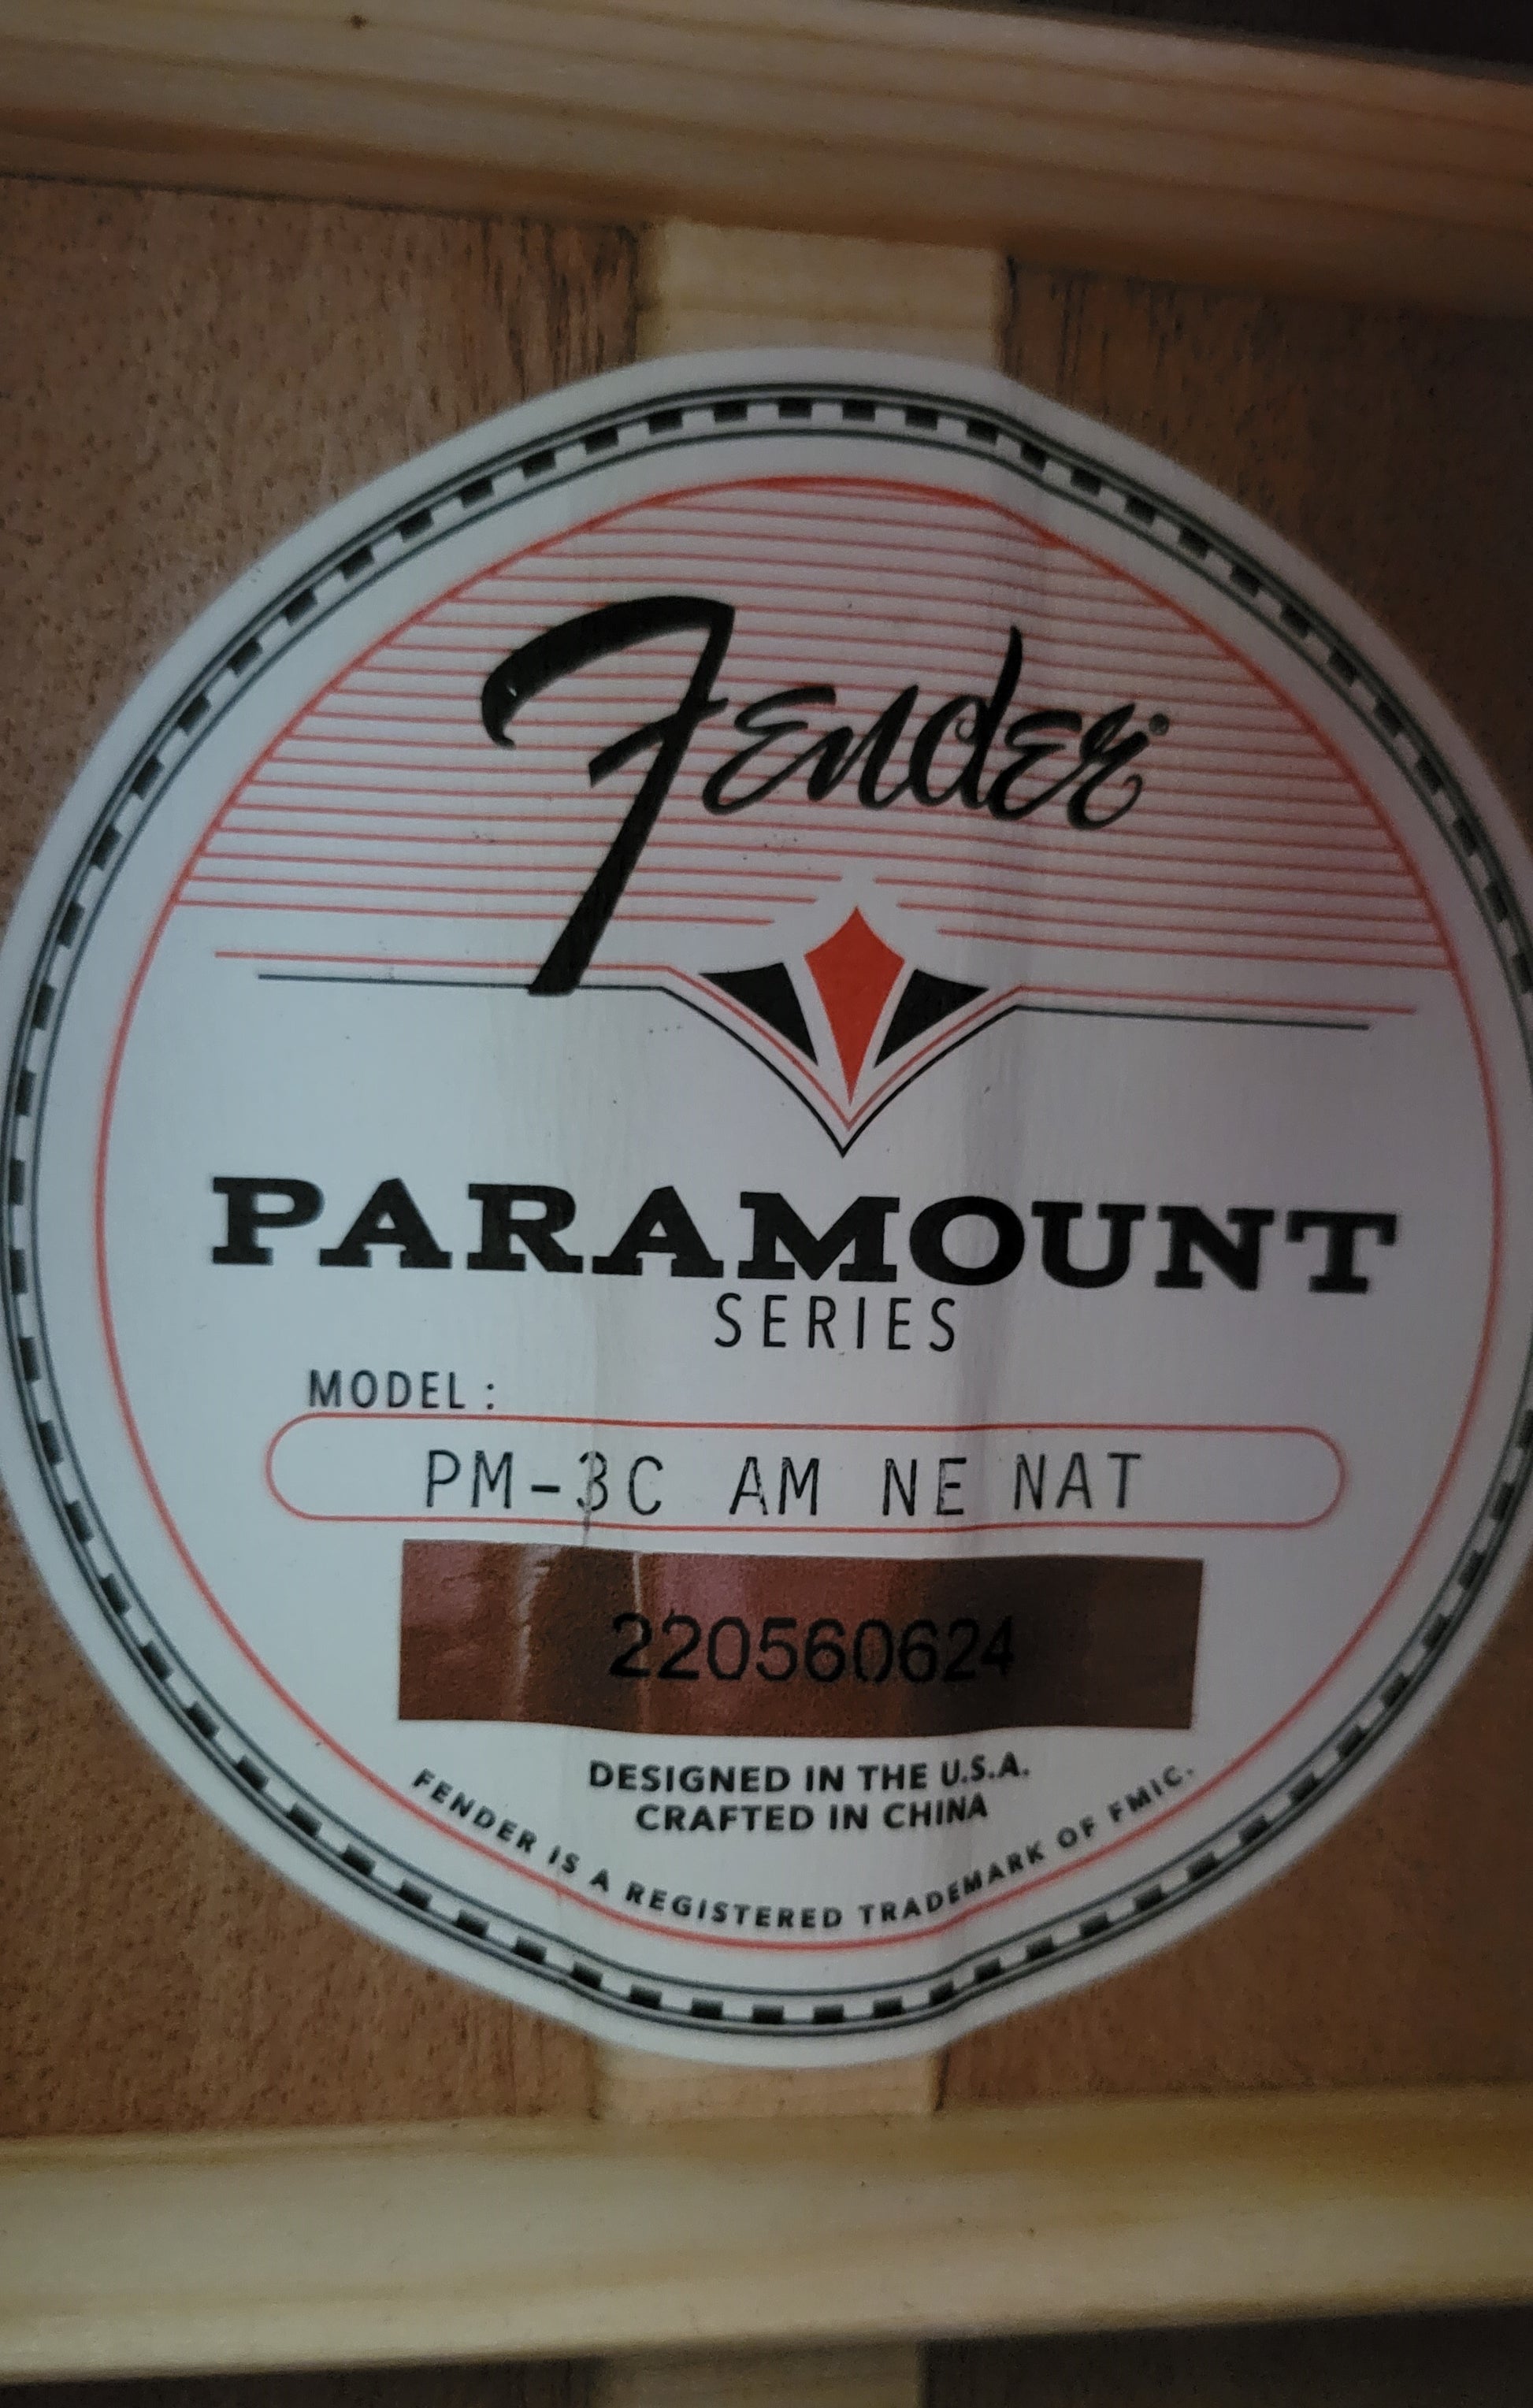 Fender
PARAMOUNT
SERIES
MODEL :
PM-3C AM NE NAT
220560624
DESIGNED IN THE U.S.A.
CRAFTED IN CHINA
FENDER IS A REGISTERED TRADEMARK OF FMIC.